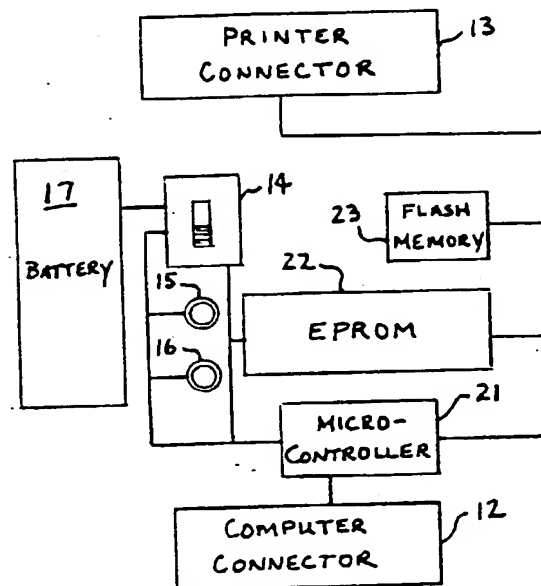 PRINTER
CONNECTOR
13
17
BATTERY
14
23
FLASH
MEMORY
15
22
EPROM
16
21
MICRO-
CONTROLLER
COMPUTER
CONNECTOR
12